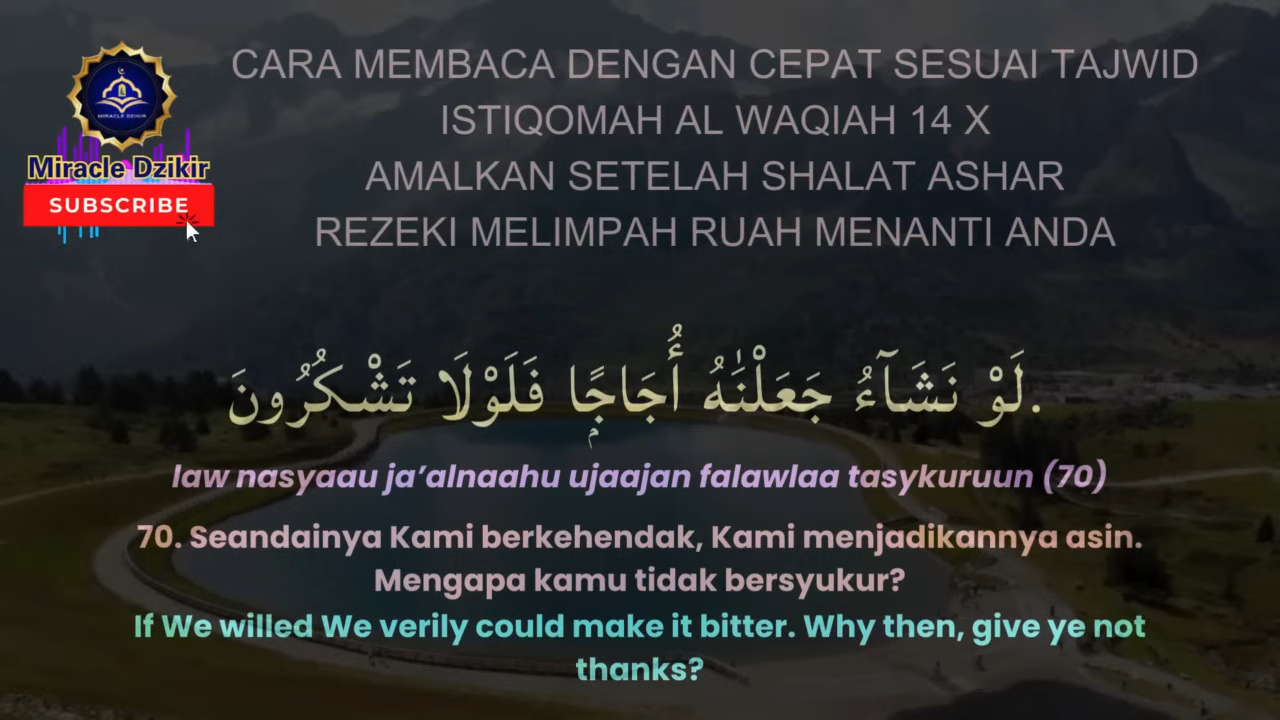 CARA MEMBACA DENGAN CEPAT SESUAI TAJWID
ISTIQOMAH AL WAQIAH 14 X
AMALKAN SETELAH SHALAT ASHAR
REZEKI MELIMPAH RUAH MENANTI ANDA
MIRACLE DZIKIR
Miracle Dzikir
SUBSCRIBE
لَوْ نَشَآءُ جَعَلْنَٰهُ أُجَاجًۭا فَلَوْلَا تَشْكُرُونَ.
law nasyaau ja’alnaahu ujaajan falawlaa tasykuruun (70)
70. Seandainya Kami berkehendak, Kami menjadikannya asin.
Mengapa kamu tidak bersyukur?
If We willed We verily could make it bitter. Why then, give ye not
thanks?